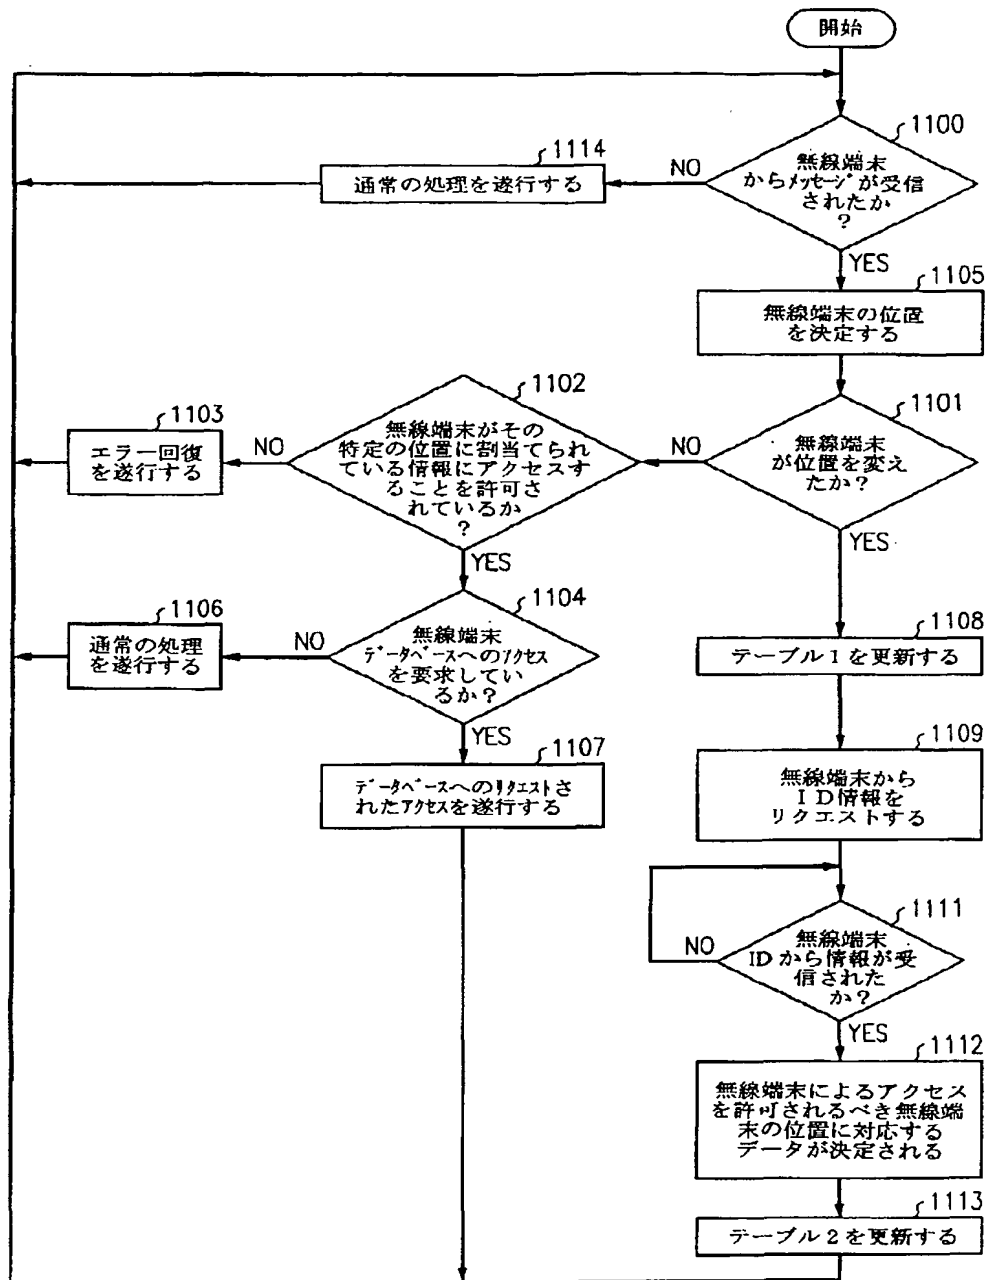 開始
1100
無線端末
からメッセージが受信
されたか
?
NO
YES
1114
通常の処理を遂行する
1105
無線端末の位置
を決定する
1101
無線端末
が位置を変え
たか?
NO
YES
1102
無線端末がその
特定の位置に割当てられ
ている情報にアクセスす
ることを許可さ
れているか
?
NO
YES
1103
エラー回復
を遂行する
1104
無線端末
データベースへのアクセス
を要求してい
るか?
NO
YES
1106
通常の処理
を遂行する
1107
データベースへのリクエストさ
れたアクセスを遂行する
1108
テーブル1を更新する
1109
無線端末から
ID情報を
リクエストする
1111
無線端末
IDから情報が受
信された
か?
NO
YES
1112
無線端末によるアクセス
を許可されるべき無線端
末の位置に対応する
データが決定される
1113
テーブル2を更新する